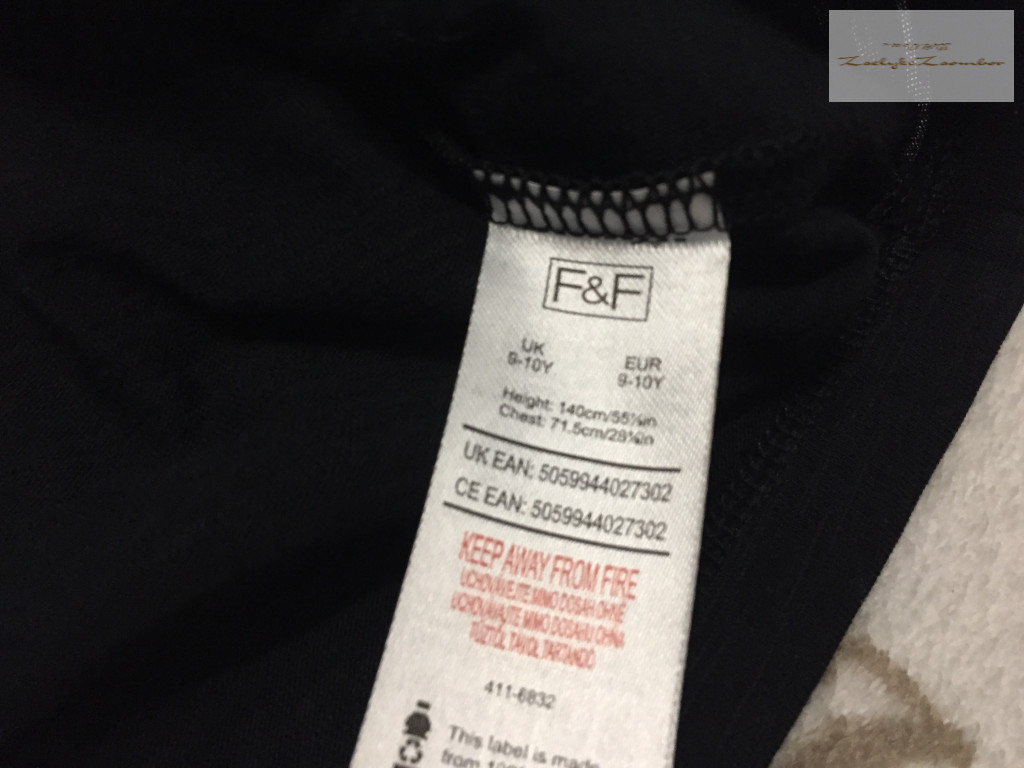 F&F
UK
9-10Y
EUR
9-10Y
Height: 140cm/55⅛in
Chest: 71.5cm/28⅛in
UK EAN: 5059944027302
CE EAN: 5059944027302
KEEP AWAY FROM FIRE
UCHOVÁVEJTE MIMO DOSAH OHNĚ
UCHOVÁVAJTE MIMO DOSAHU OHŇA
TŰZTŐL TÁVOL TARTANDÓ
411-6832
This label is made
from